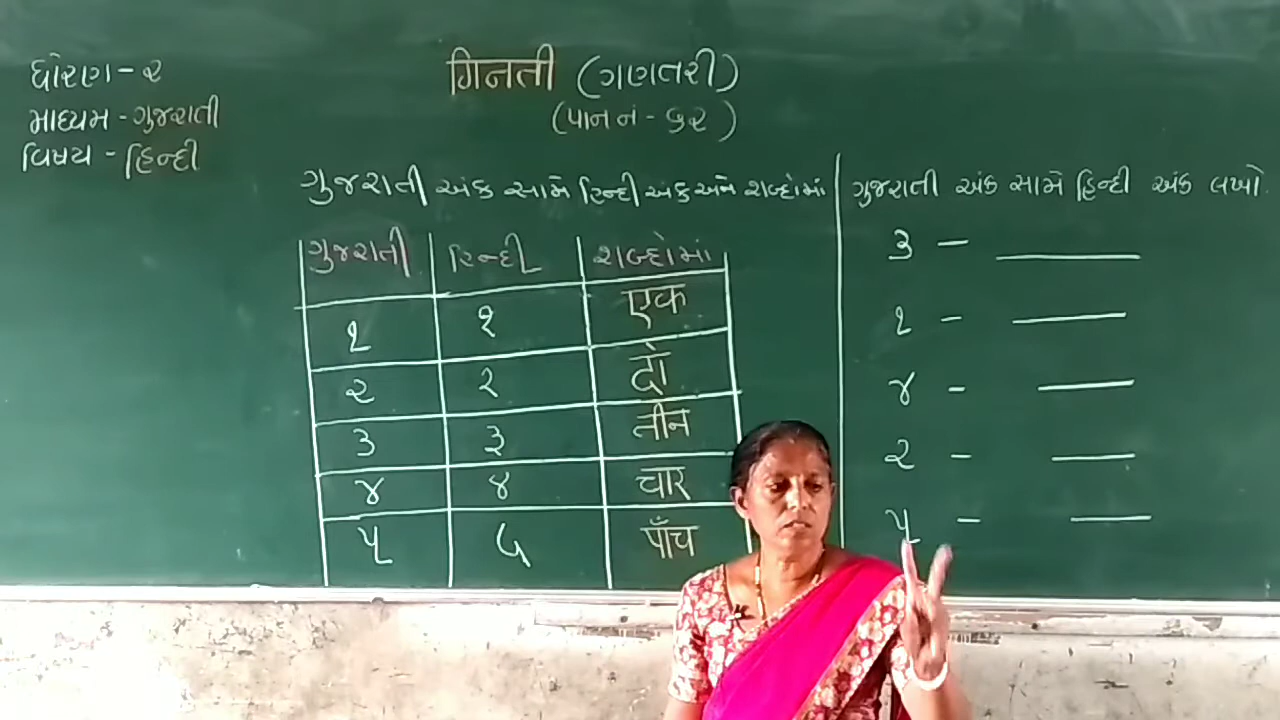 ધોરણ - ૨
માધ્યમ - ગુજરાતી
વિષય - હિન્દી
गिनती (ગણતરી)
(પાન નં - ૬૨)
ગુજરાતી અંક સામે હિન્દી અંક અને શબ્દોમાં
ગુજરાતી હિન્દી શબ્દોમાં
૧ १ एक
૨ २ दो
૩ ३ तीन
૪ ४ चार
૫ ५ पाँच
ગુજરાતી અંક સામે હિન્દી અંક લખો.
૩ -
૧ -
૪ -
૨ -
૫ -